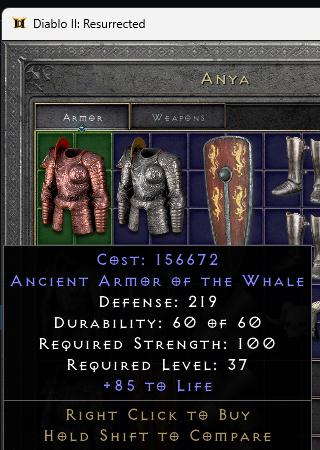 Diablo II: Resurrected
Anya
Armor
Weapons
Cost: 156672
Ancient Armor of the Whale
Defense: 219
Durability: 60 of 60
Required Strength: 100
Required Level: 37
+85 to Life
Right Click to Buy
Hold Shift to Compare